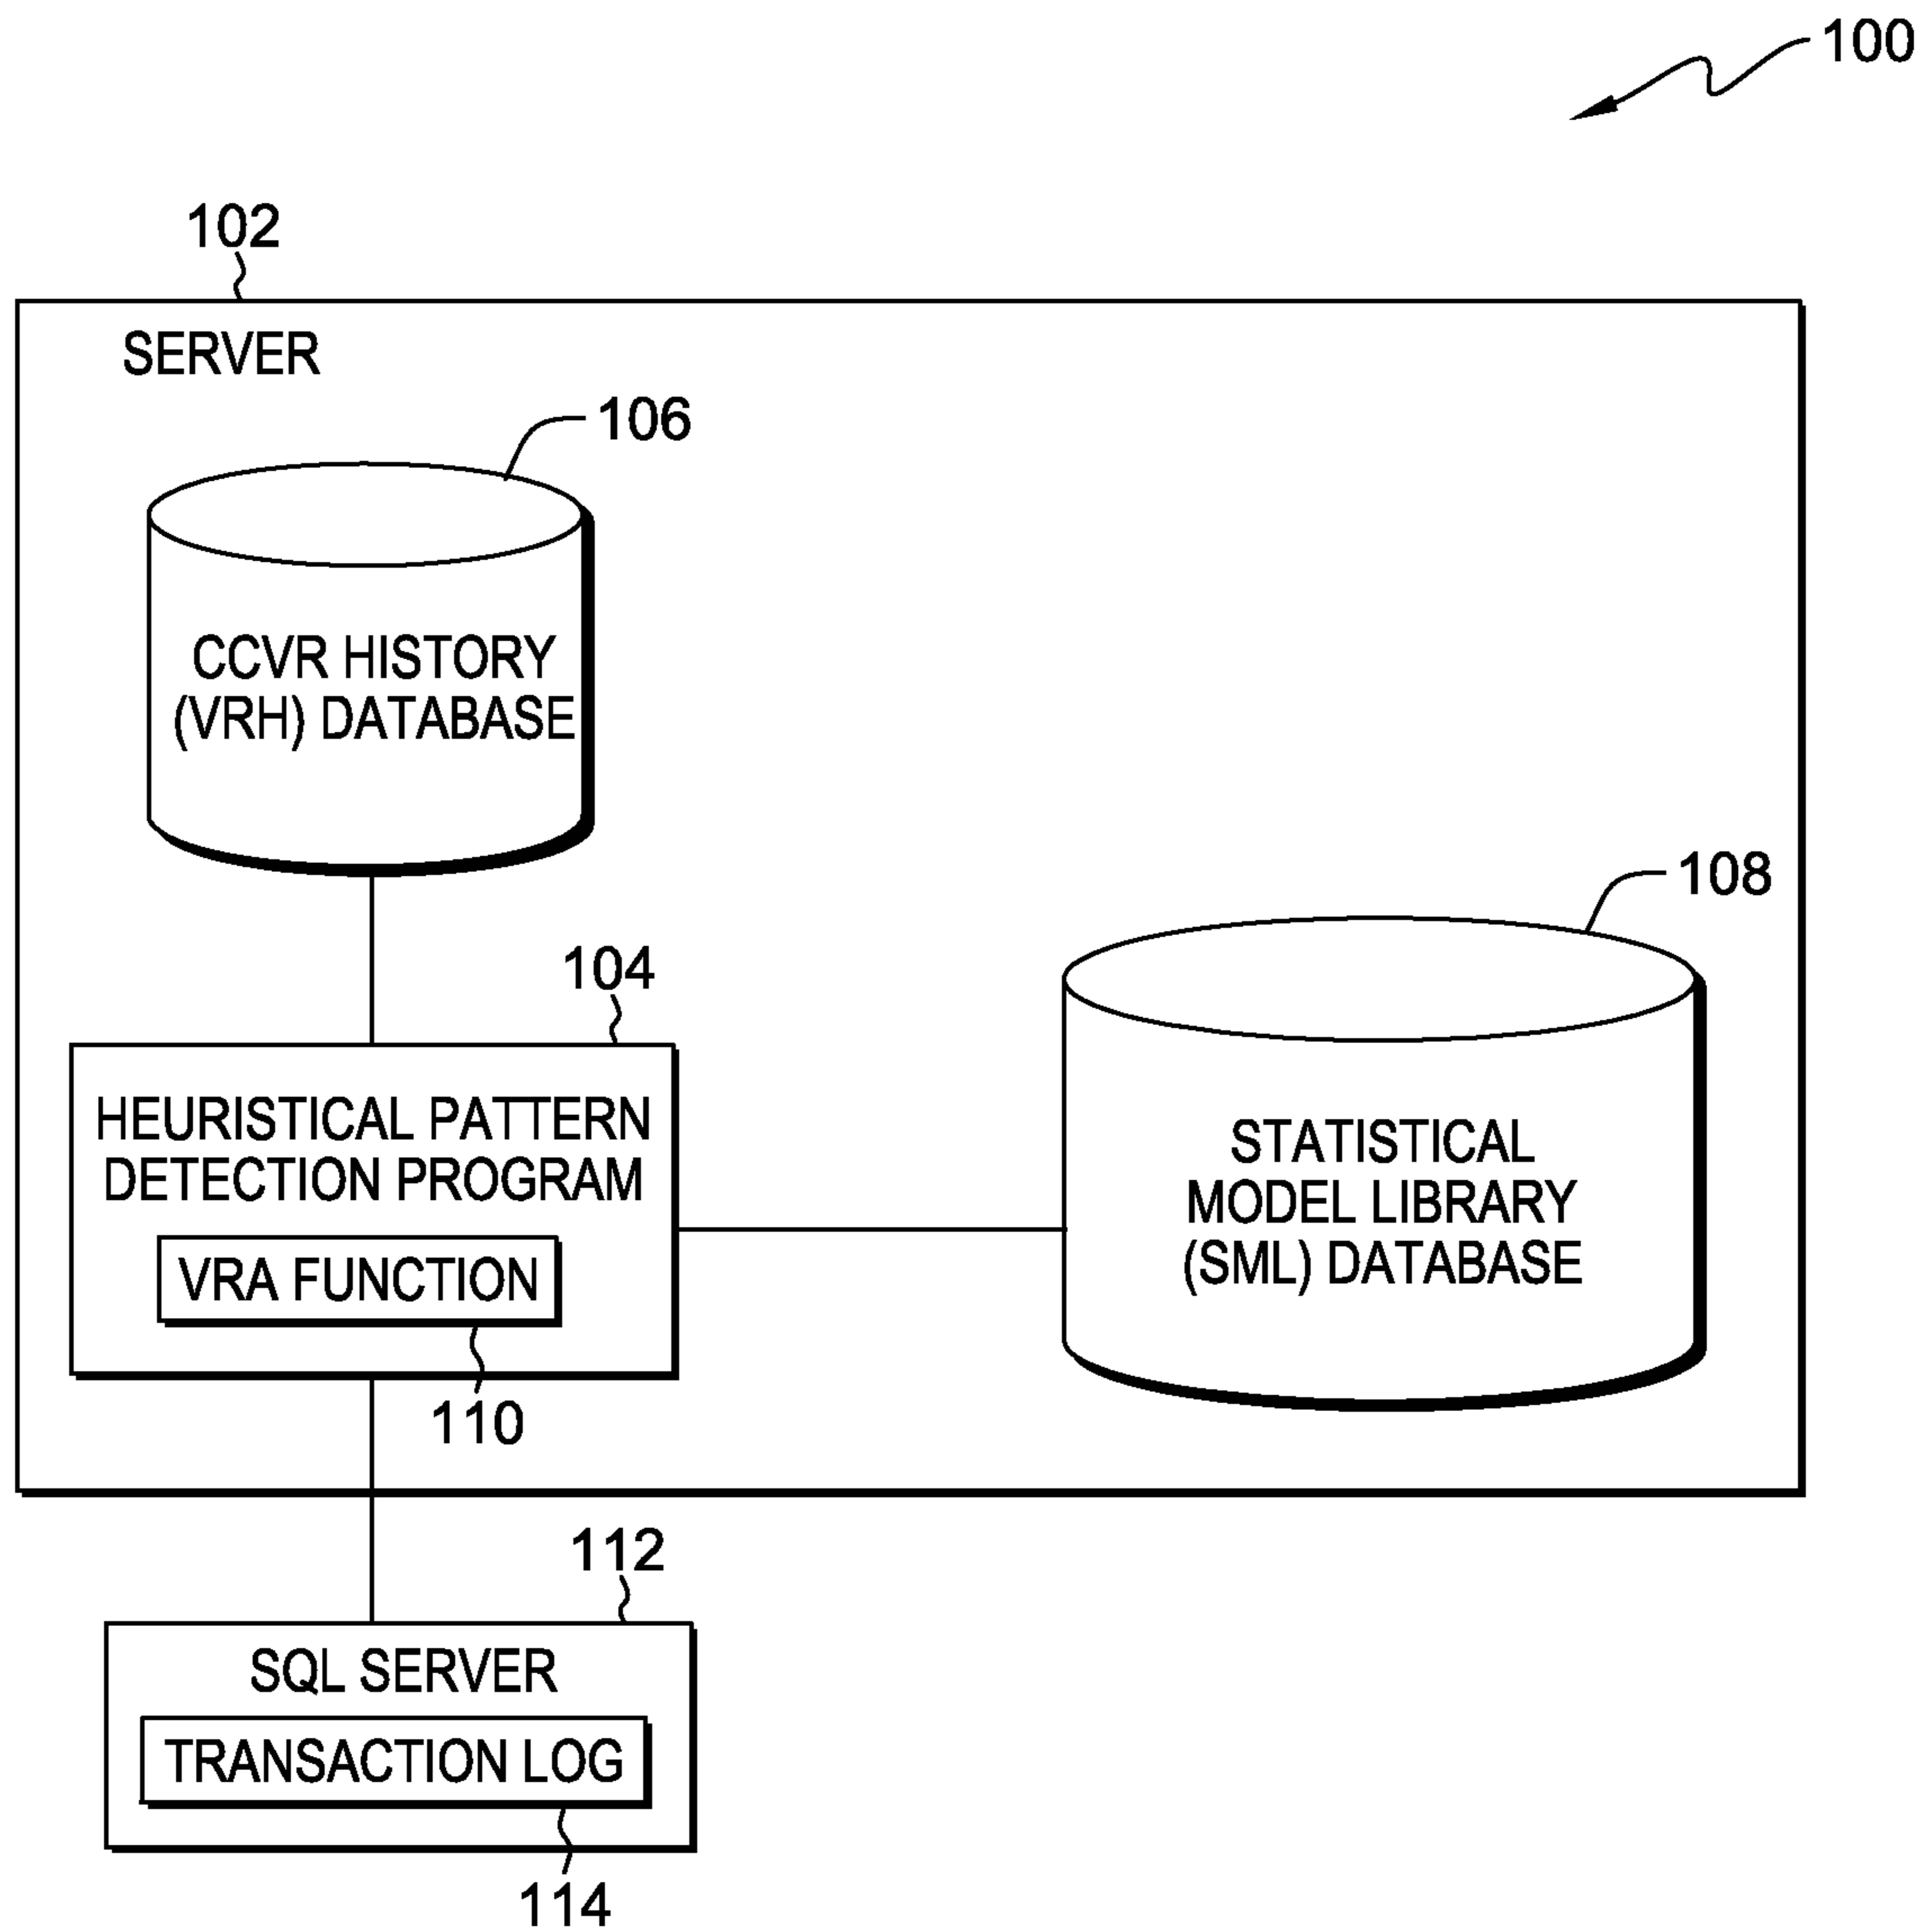 100
102
SERVER
106
CCVR HISTORY
(VRH) DATABASE
108
104
HEURISTICAL PATTERN
DETECTION PROGRAM
VRA FUNCTION
STATISTICAL
MODEL LIBRARY
(SML) DATABASE
110
112
SQL SERVER
TRANSACTION LOG
114